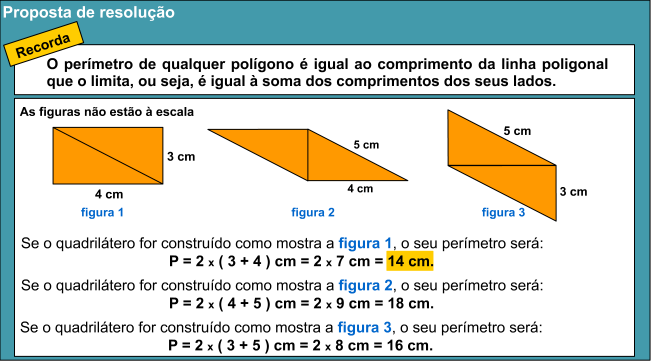 Proposta de resolução
Recorda
O perímetro de qualquer polígono é igual ao comprimento da linha poligonal
que o limita, ou seja, é igual à soma dos comprimentos dos seus lados.
As figuras não estão à escala
3 cm
4 cm
figura 1
5 cm
4 cm
figura 2
5 cm
3 cm
figura 3
Se o quadrilátero for construído como mostra a figura 1, o seu perímetro será:
P = 2 x ( 3 + 4 ) cm = 2 x 7 cm = 14 cm.
Se o quadrilátero for construído como mostra a figura 2, o seu perímetro será:
P = 2 x ( 4 + 5 ) cm = 2 x 9 cm = 18 cm.
Se o quadrilátero for construído como mostra a figura 3, o seu perímetro será:
P = 2 x ( 3 + 5 ) cm = 2 x 8 cm = 16 cm.